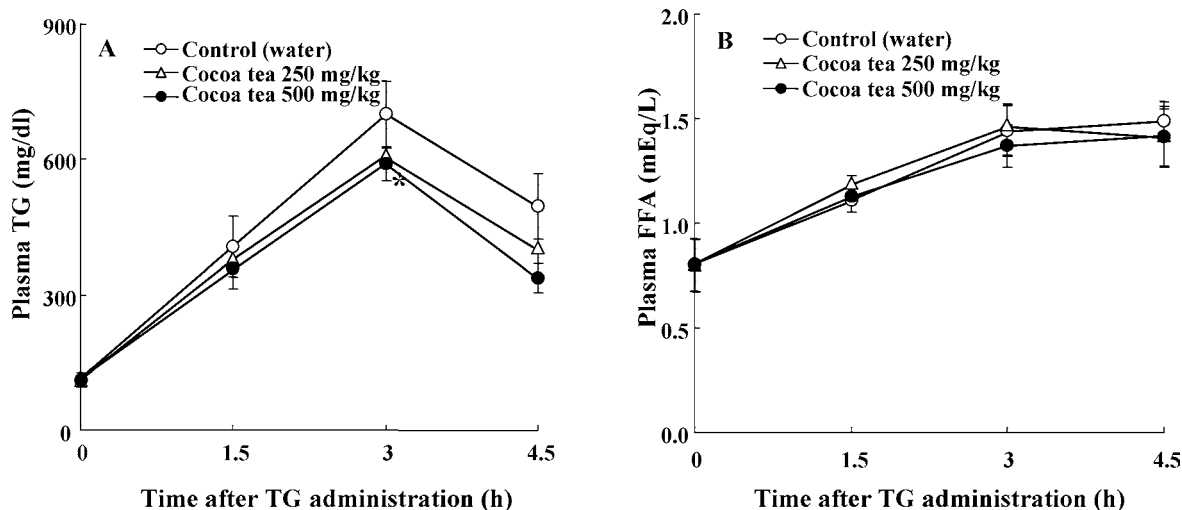 A
Control (water)
Cocoa tea 250 mg/kg
Cocoa tea 500 mg/kg
900
600
300
0
Plasma TG (mg/dl)
*
0 1.5 3 4.5
Time after TG administration (h)
B
Control (water)
Cocoa tea 250 mg/kg
Cocoa tea 500 mg/kg
2.0
1.5
1.0
0.5
0.0
Plasma FFA (mEq/L)
0 1.5 3 4.5
Time after TG administration (h)